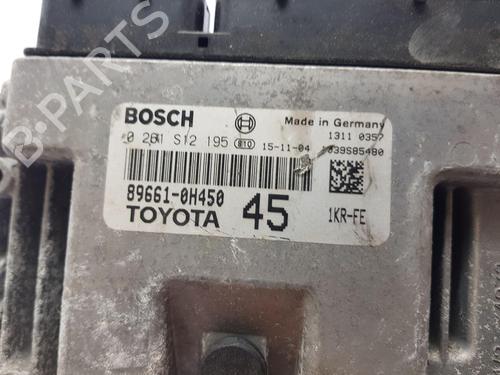 BOSCH
Made in Germany
0 261 S12 195 15-11-04
1311 0357
1039S85480
89661-0H450
TOYOTA 45 1KR-FE